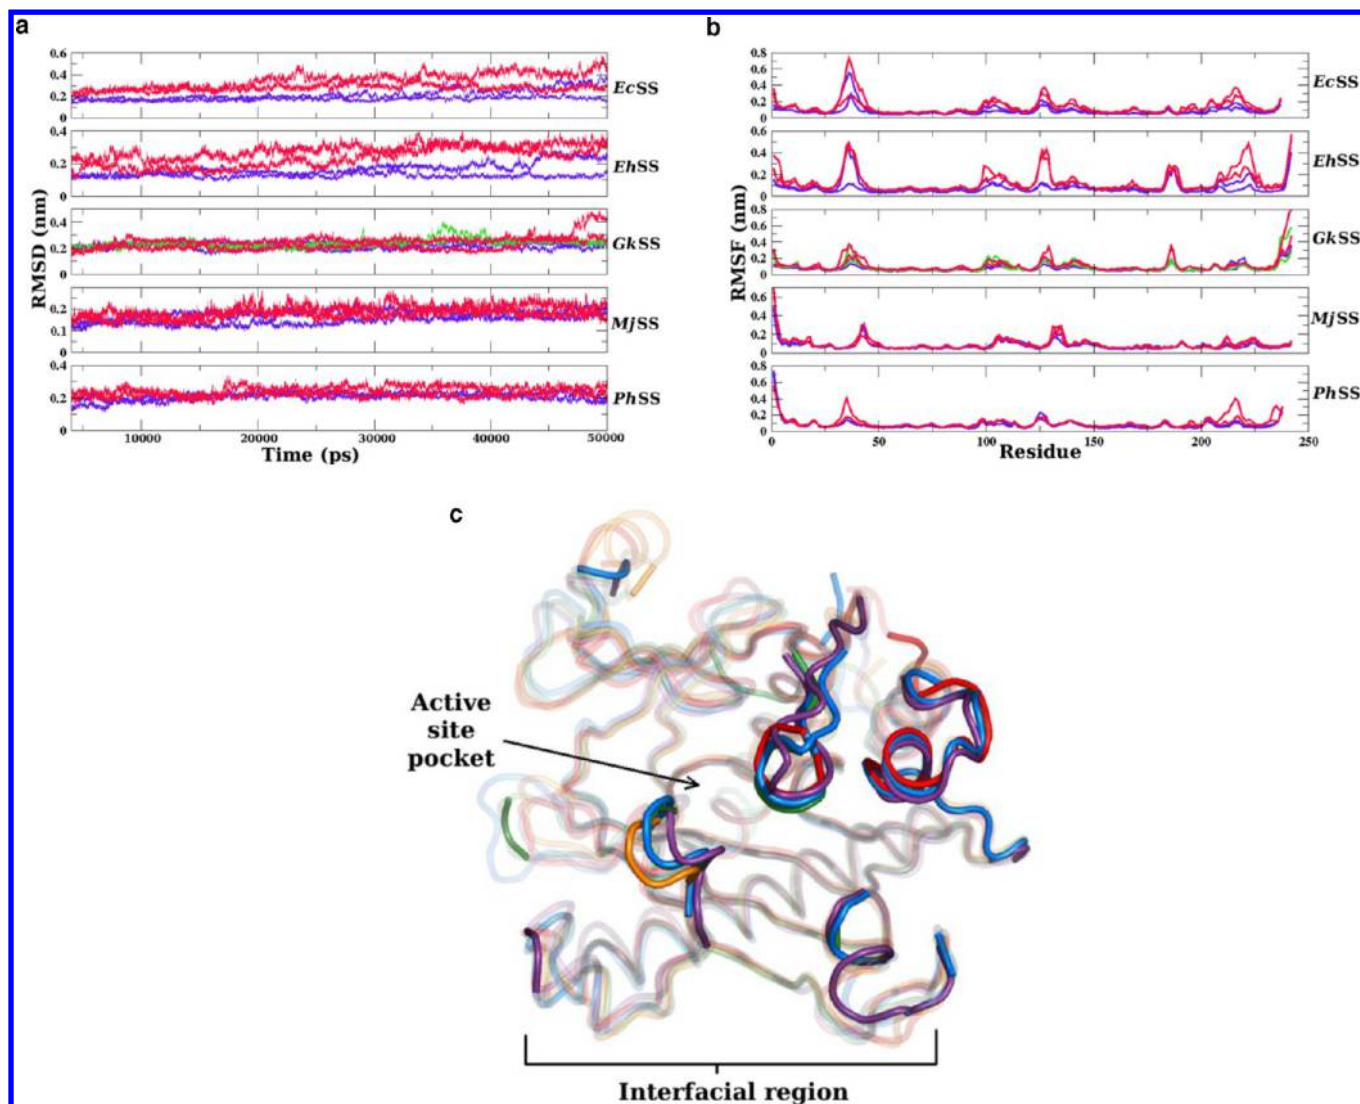 a
0.6
0.4
0.2
0
EcSS
0.4
0.2
0
EhSS
0.4
0.2
0
GkSS
0.2
0.1
0
MjSS
0.4
0.2
0
PhSS
RMSD (nm)
10000 20000 30000 40000 50000
Time (ps)
b
0.8
0.6
0.4
0.2
0
EcSS
0.6
0.4
0.2
0
EhSS
0.8
0.6
0.4
0.2
0
GkSS
0.6
0.4
0.2
0
MjSS
0.8
0.6
0.4
0.2
0
PhSS
RMSF (nm)
0 50 100 150 200 250
Residue
c
Active
site
pocket
Interfacial region